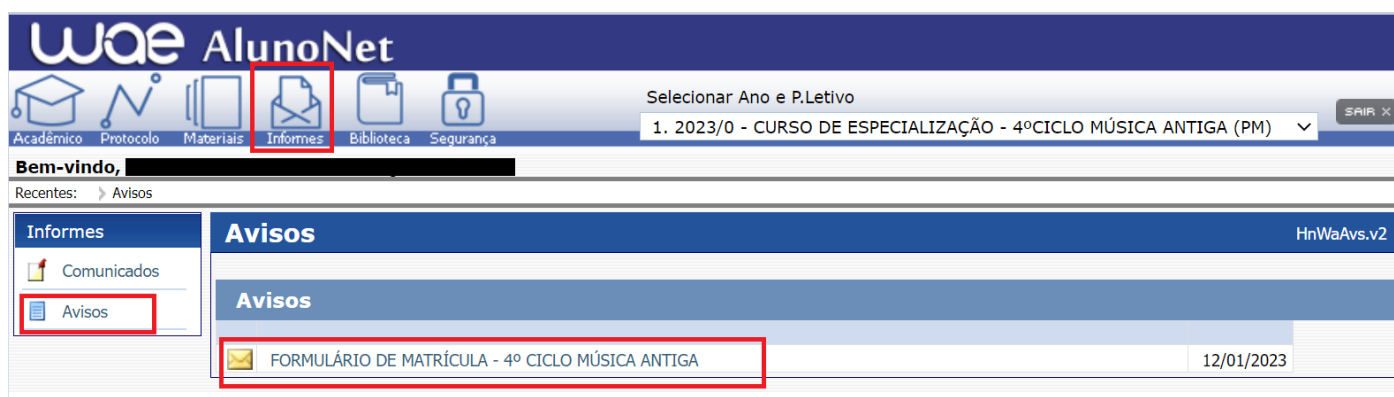 wae AlunoNet
Acadêmico Protocolo Materiais Informes Biblioteca Segurança
Selecionar Ano e P.Letivo
1. 2023/0 - CURSO DE ESPECIALIZAÇÃO - 4ºCICLO MÚSICA ANTIGA (PM)
SAIR X
Bem-vindo,
Recentes: Avisos
Informes
Comunicados
Avisos
Avisos HnWaAvs.v2
Avisos
FORMULÁRIO DE MATRÍCULA - 4º CICLO MÚSICA ANTIGA 12/01/2023